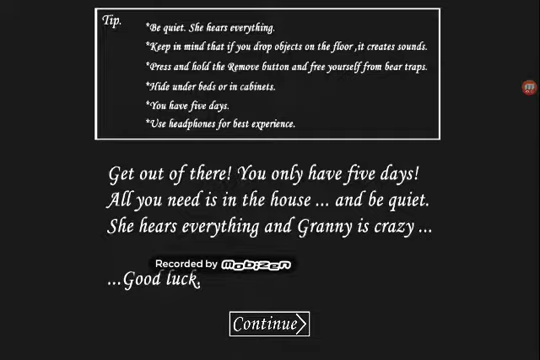 Tip.
*Be quiet. She hears everything.
*Keep in mind that if you drop objects on the floor ,it creates sounds.
*Press and hold the Remove button and free yourself from bear traps.
*Hide under beds or in cabinets.
*You have five days.
*Use headphones for best experience.
Get out of there! You only have five days!
All you need is in the house ... and be quiet.
She hears everything and Granny is crazy ...
Recorded by Mobizen
...Good luck.
Continue